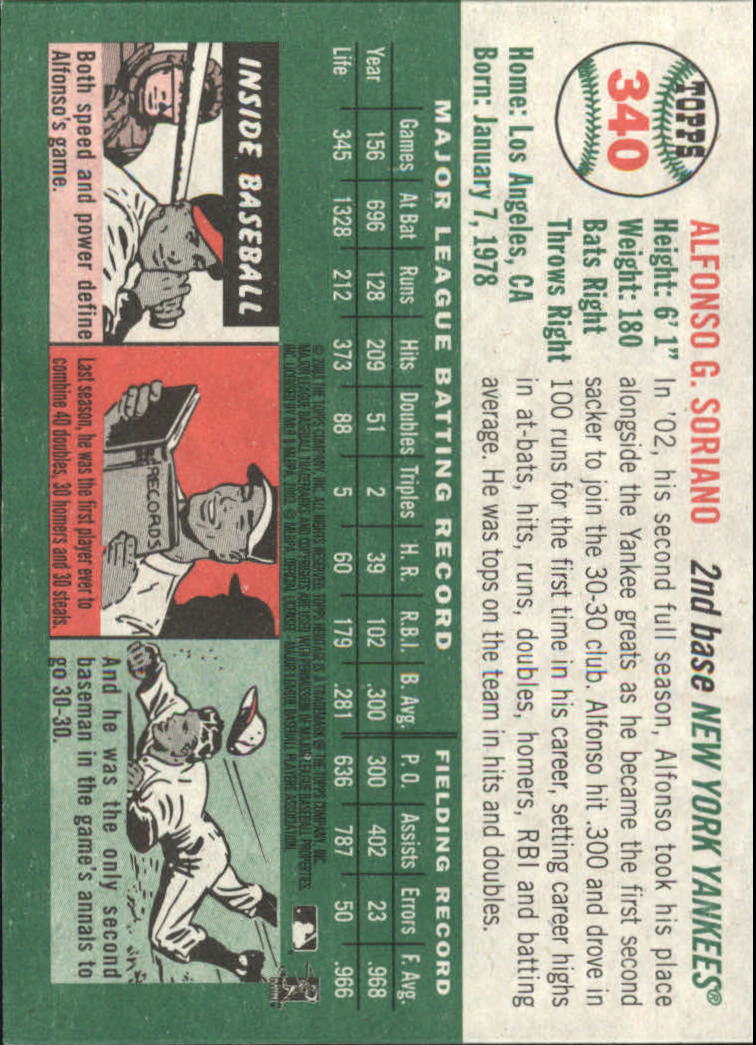 TOPPS
340
ALFONSO G. SORIANO 2nd base NEW YORK YANKEES®
Height: 6' 1"
Weight: 180
Bats Right
Throws Right
Home: Los Angeles, CA
Born: January 7, 1978
In '02, his second full season, Alfonso took his place
alongside the Yankee greats as he became the first second
sacker to join the 30-30 club. Alfonso hit .300 and drove in
100 runs for the first time in his career, setting career highs
in at-bats, hits, runs, doubles, homers, RBI and batting
average. He was tops on the team in hits and doubles.
MAJOR LEAGUE BATTING RECORD FIELDING RECORD
Games At Bat Runs Hits Doubles Triples H. R. R.B.I. B. Avg. P. O. Assists Errors F. Avg.
Year 156 696 128 209 51 2 39 102 .300 300 402 23 .968
Life 345 1328 212 373 88 5 60 179 .281 636 787 50 .966
INSIDE BASEBALL
Both speed and power define
Alfonso's game.
RECORDS
Last season, he was the first player ever to
combine 40 doubles, 30 homers and 30 steals.
And he was the only second
baseman in the game's annals to
go 30-30.